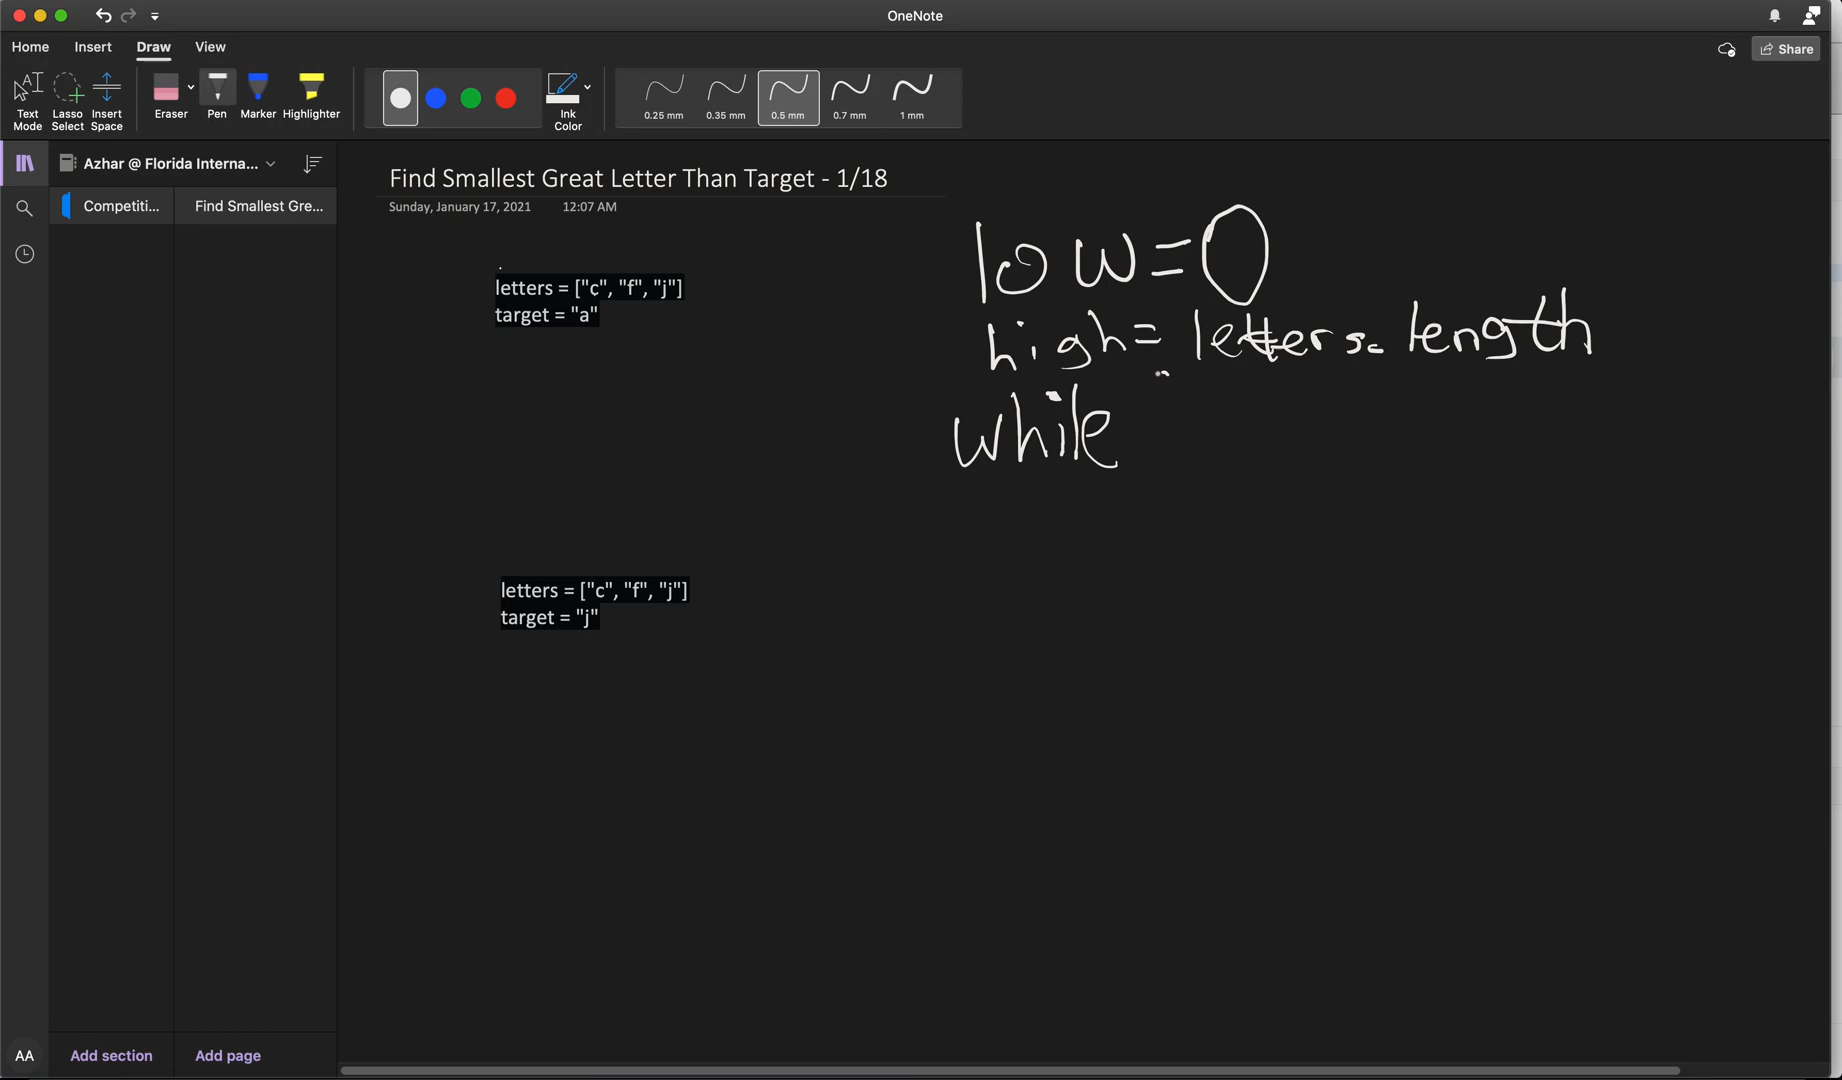 OneNote
Home Insert Draw View
Share
Text Mode
Lasso Select
Insert Space
Eraser
Pen
Marker
Highlighter
Ink Color
0.25 mm
0.35 mm
0.5 mm
0.7 mm
1 mm
Azhar @ Florida Interna...
Competiti...
Find Smallest Gre...
Find Smallest Great Letter Than Target - 1/18
Sunday, January 17, 2021 12:07 AM
letters = ["c", "f", "j"]
target = "a"
low=0
high= letters. length
while
letters = ["c", "f", "j"]
target = "j"
AA
Add section
Add page